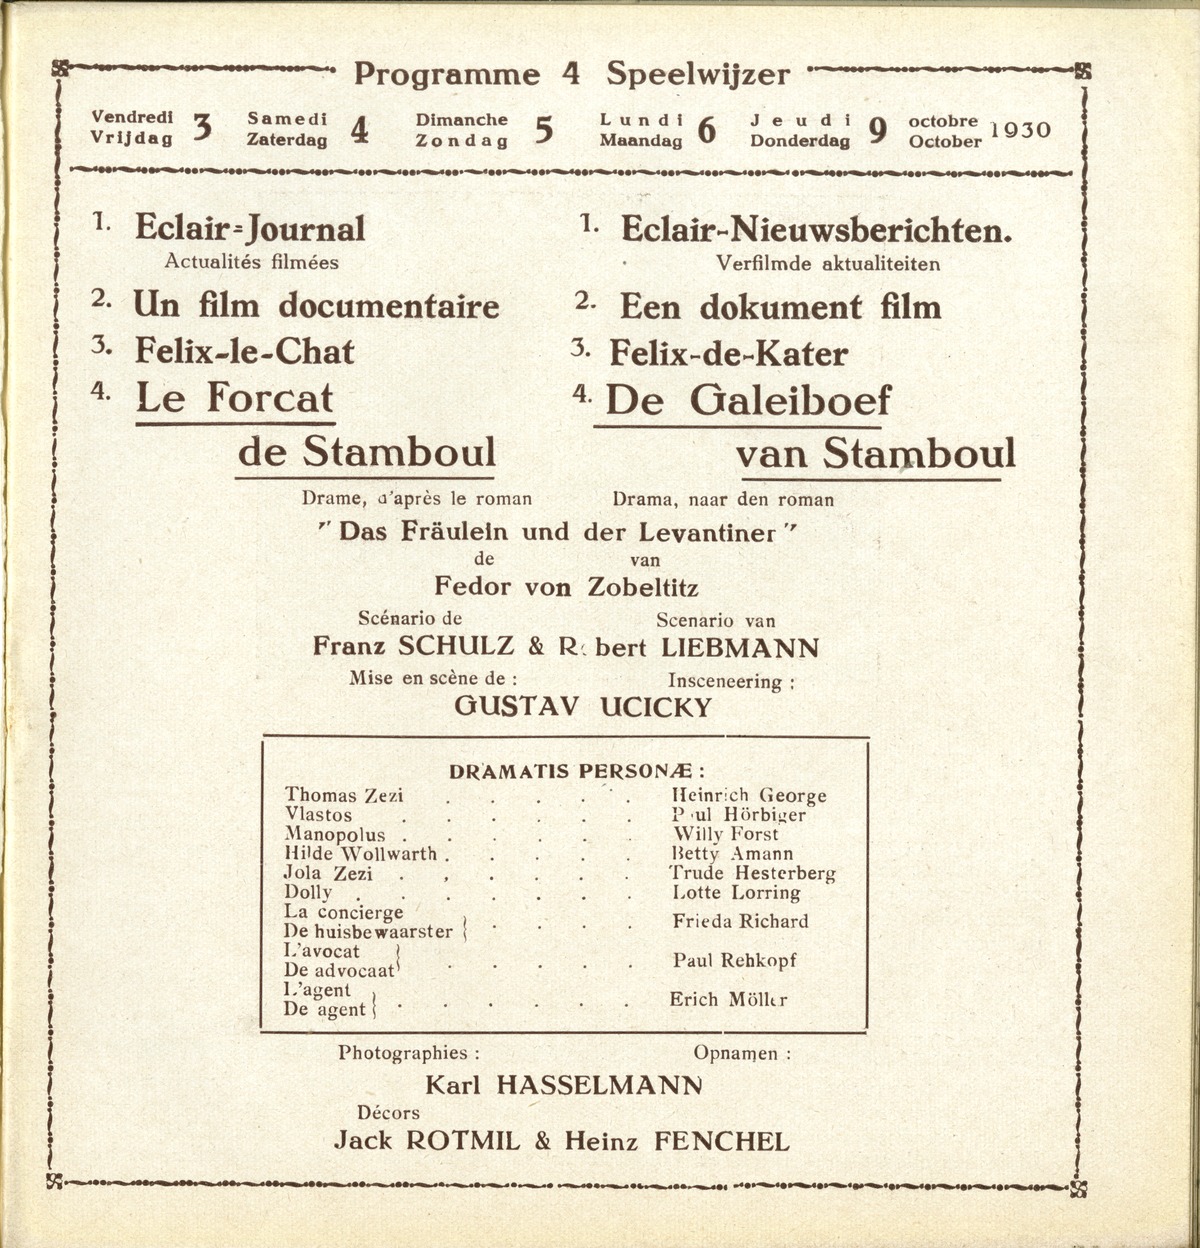 Programme 4 Speelwijzer
Vendredi 3 Samedi 4 Dimanche 5 Lundi 6 Jeudi 9 octobre 1930
Vrijdag Zaterdag Zondag Maandag Donderdag October
1. Eclair-Journal
Actualités filmées
2. Un film documentaire
3. Felix-le-Chat
4. Le Forcat
de Stamboul
1. Eclair-Nieuwsberichten.
Verfilmde aktualiteiten
2. Een dokument film
3. Felix-de-Kater
4. De Galeiboef
van Stamboul
Drame, d'après le roman Drama, naar den roman
"Das Fräulein und der Levantiner"
de van
Fedor von Zobeltitz
Scénario de Scenario van
Franz SCHULZ & Robert LIEBMANN
Mise en scène de : Insceneering :
GUSTAV UCICKY
DRAMATIS PERSONÆ :
Thomas Zezi . . . . . Heinrich George
Vlastos . . . . . Paul Hörbiger
Manopolus . . . . . . Willy Forst
Hilde Wollwarth . . . . . Betty Amann
Jola Zezi . , . . . . Trude Hesterberg
Dolly . . . . . . . Lotte Lorring
La concierge
De huisbewaarster } . . . . Frieda Richard
L'avocat
De advocaat } . . . . . Paul Rehkopf
L'agent
De agent } . . . . . . Erich Möller
Photographies : Opnamen :
Karl HASSELMANN
Décors
Jack ROTMIL & Heinz FENCHEL